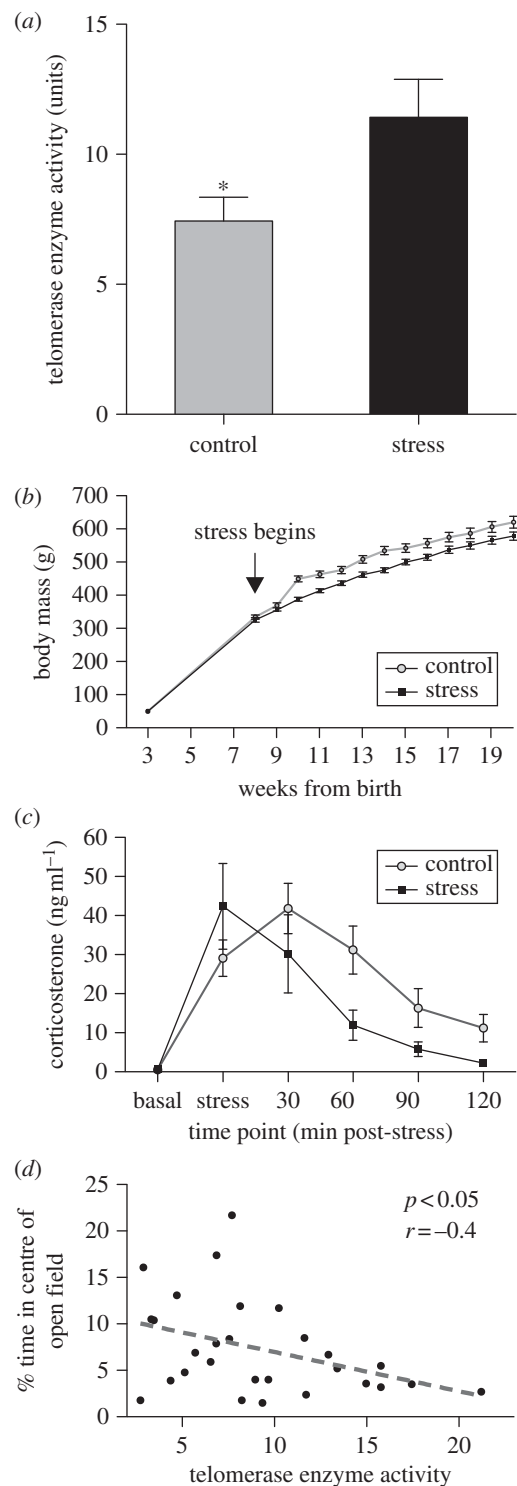 (a)
15
10
5
0
telomerase enzyme activity (units)
*
control
stress
(b)
700
600
500
400
300
200
100
0
body mass (g)
stress begins
control
stress
3 5 7 9 11 13 15 17 19
weeks from birth
(c)
60
50
40
30
20
10
0
corticosterone (ng ml⁻¹)
control
stress
basal stress 30 60 90 120
time point (min post-stress)
(d)
25
20
15
10
5
0
% time in centre of
open field
p < 0.05
r = –0.4
5 10 15 20
telomerase enzyme activity